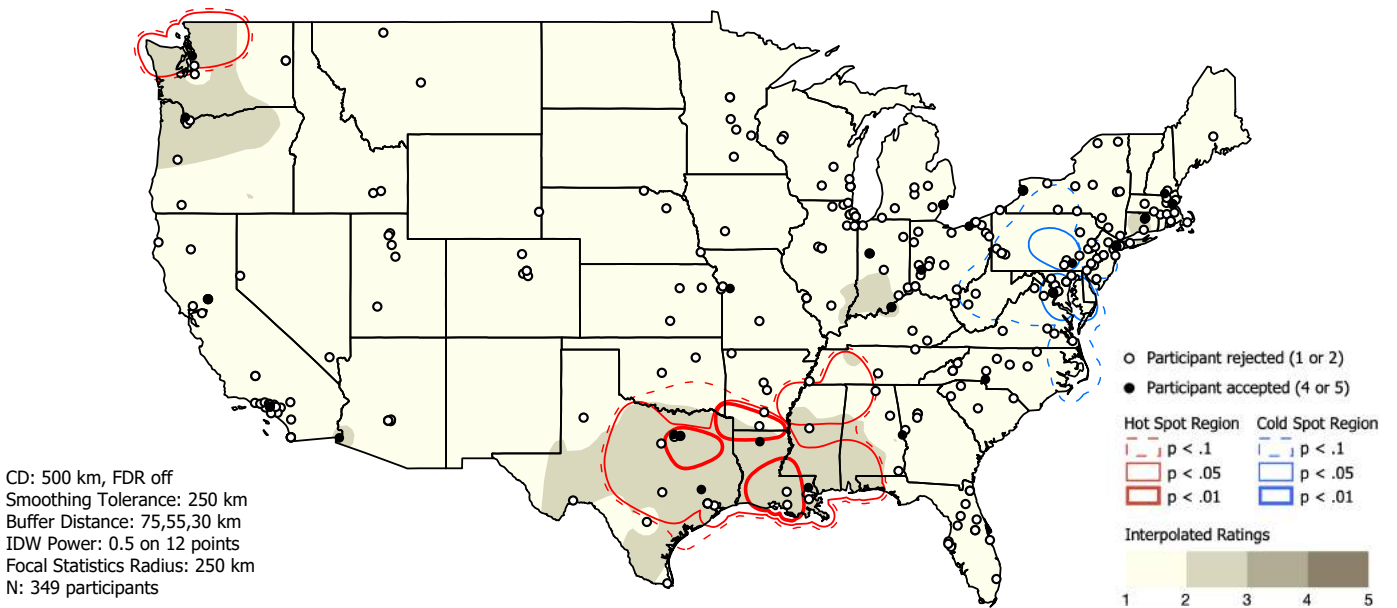 CD: 500 km, FDR off
Smoothing Tolerance: 250 km
Buffer Distance: 75,55,30 km
IDW Power: 0.5 on 12 points
Focal Statistics Radius: 250 km
N: 349 participants
Participant rejected (1 or 2)
Participant accepted (4 or 5)
Hot Spot Region Cold Spot Region
p < .1 p < .1
p < .05 p < .05
p < .01 p < .01
Interpolated Ratings
1 2 3 4 5